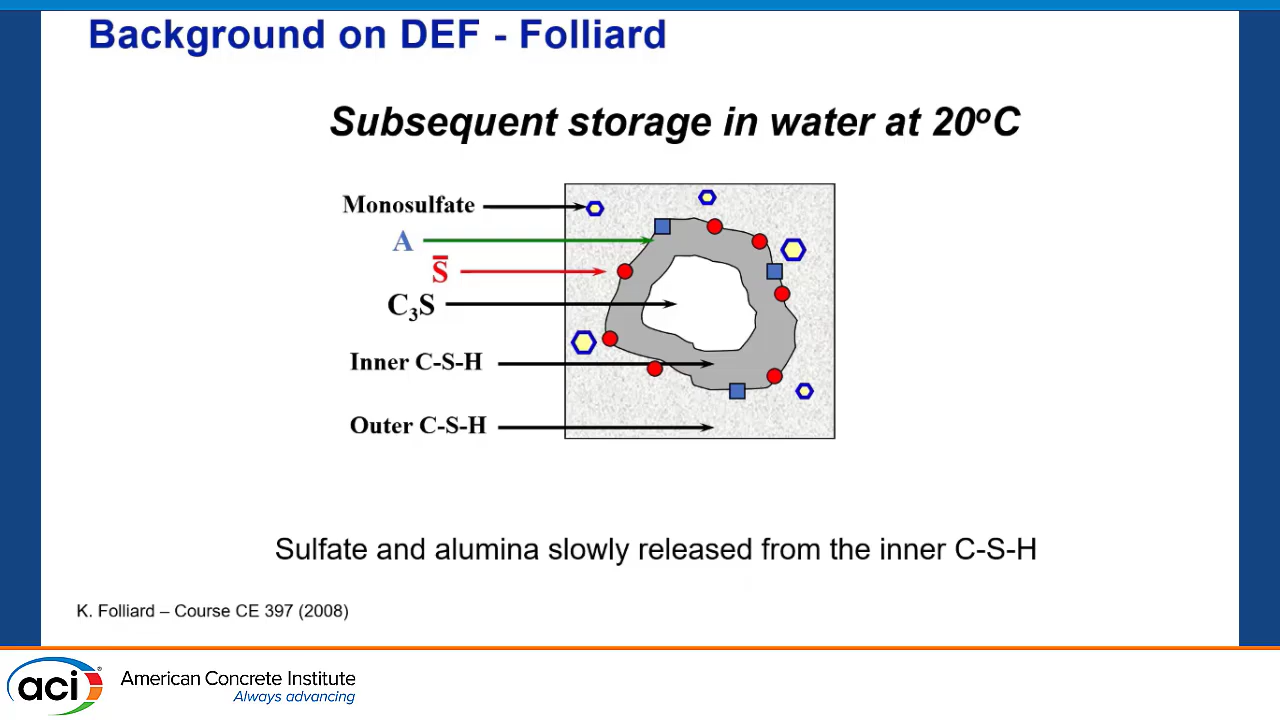 Background on DEF - Folliard
Subsequent storage in water at 20°C
Monosulfate
A
S̅
C₃S
Inner C-S-H
Outer C-S-H
Sulfate and alumina slowly released from the inner C-S-H
K. Folliard – Course CE 397 (2008)
aci®
American Concrete Institute
Always advancing